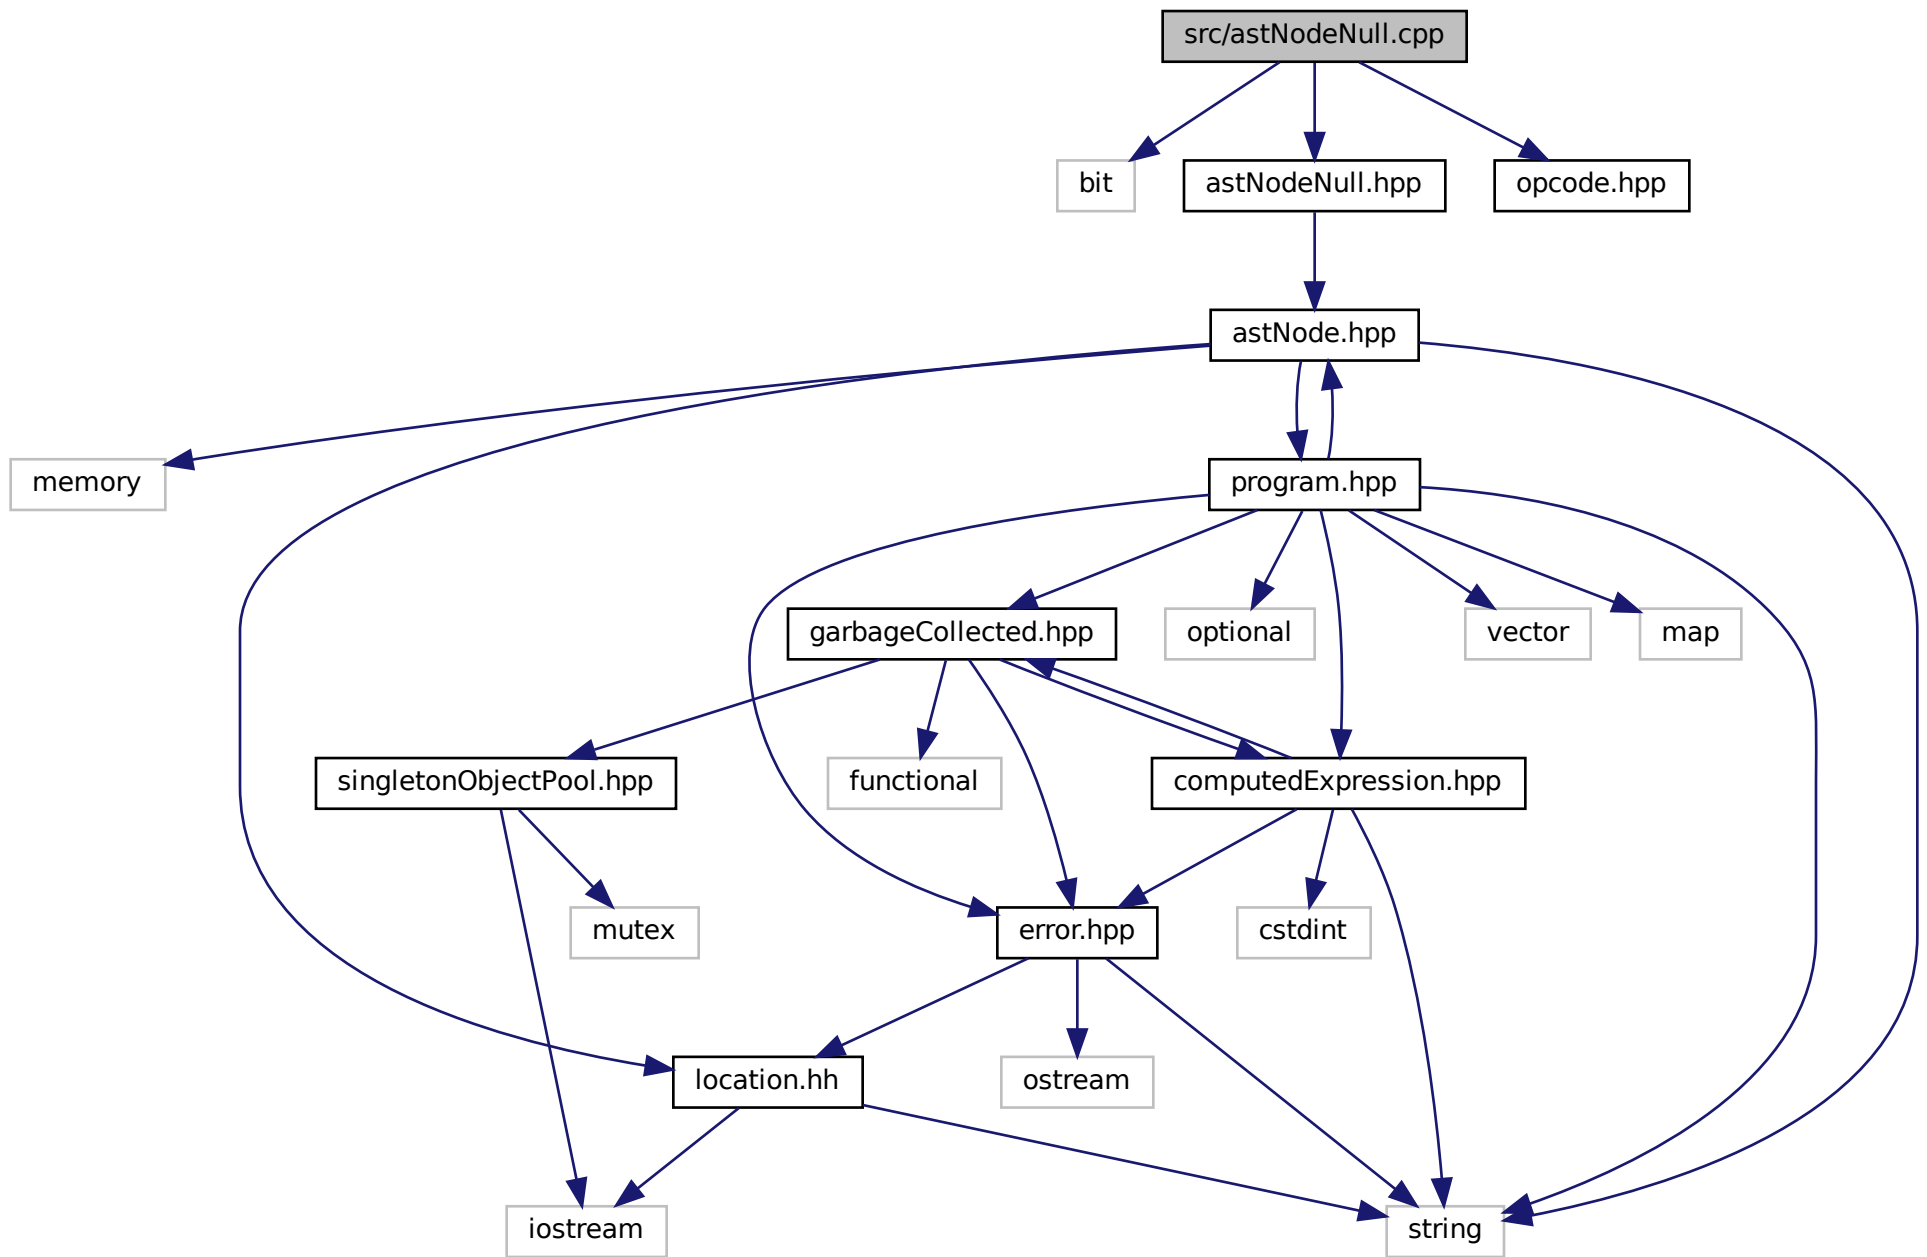 src/astNodeNull.cpp
bit
astNodeNull.hpp
opcode.hpp
astNode.hpp
memory
program.hpp
garbageCollected.hpp
optional
vector
map
singletonObjectPool.hpp
functional
computedExpression.hpp
mutex
error.hpp
cstdint
location.hh
ostream
iostream
string